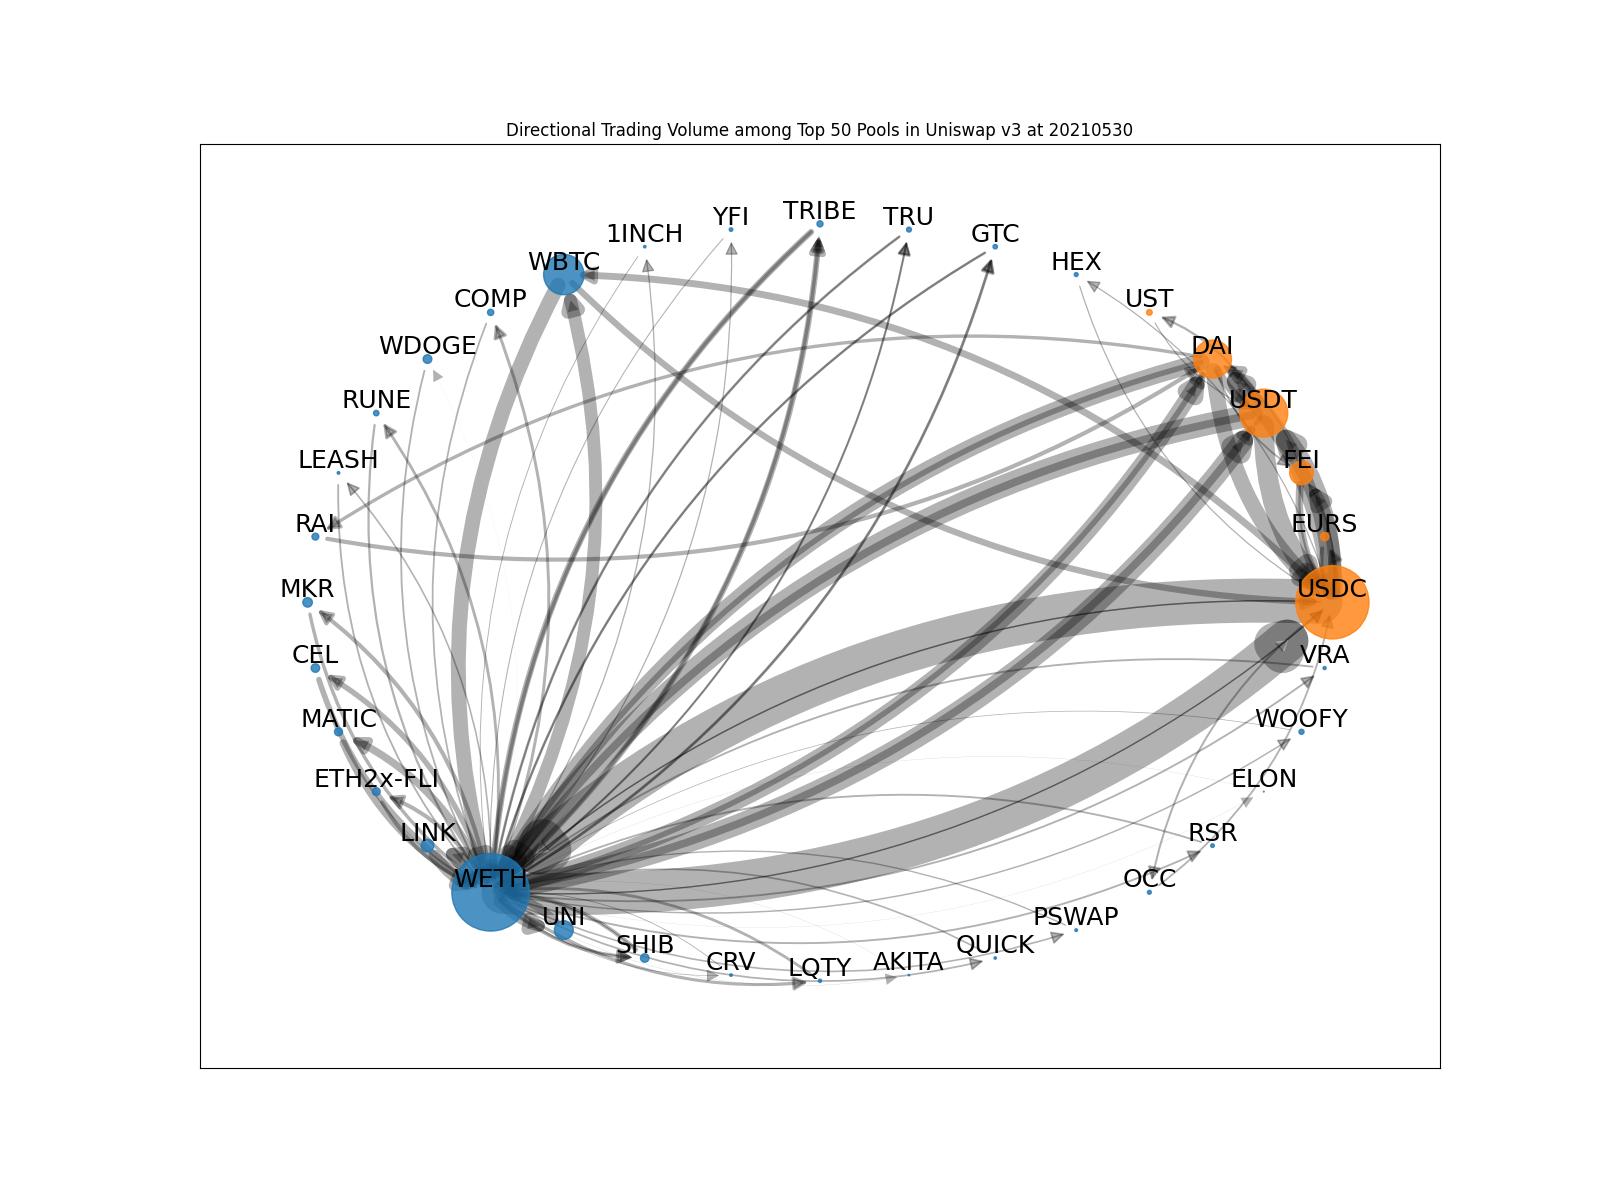 Directional Trading Volume among Top 50 Pools in Uniswap v3 at 20210530
TRIBE
YFI
TRU
1INCH
GTC
WBTC
HEX
COMP
UST
WDOGE
DAI
RUNE
USDT
LEASH
FEI
RAI
EURS
MKR
USDC
CEL
VRA
MATIC
WOOFY
ETH2x-FLI
ELON
LINK
RSR
WETH
OCC
UNI
PSWAP
SHIB
QUICK
CRV
AKITA
LQTY